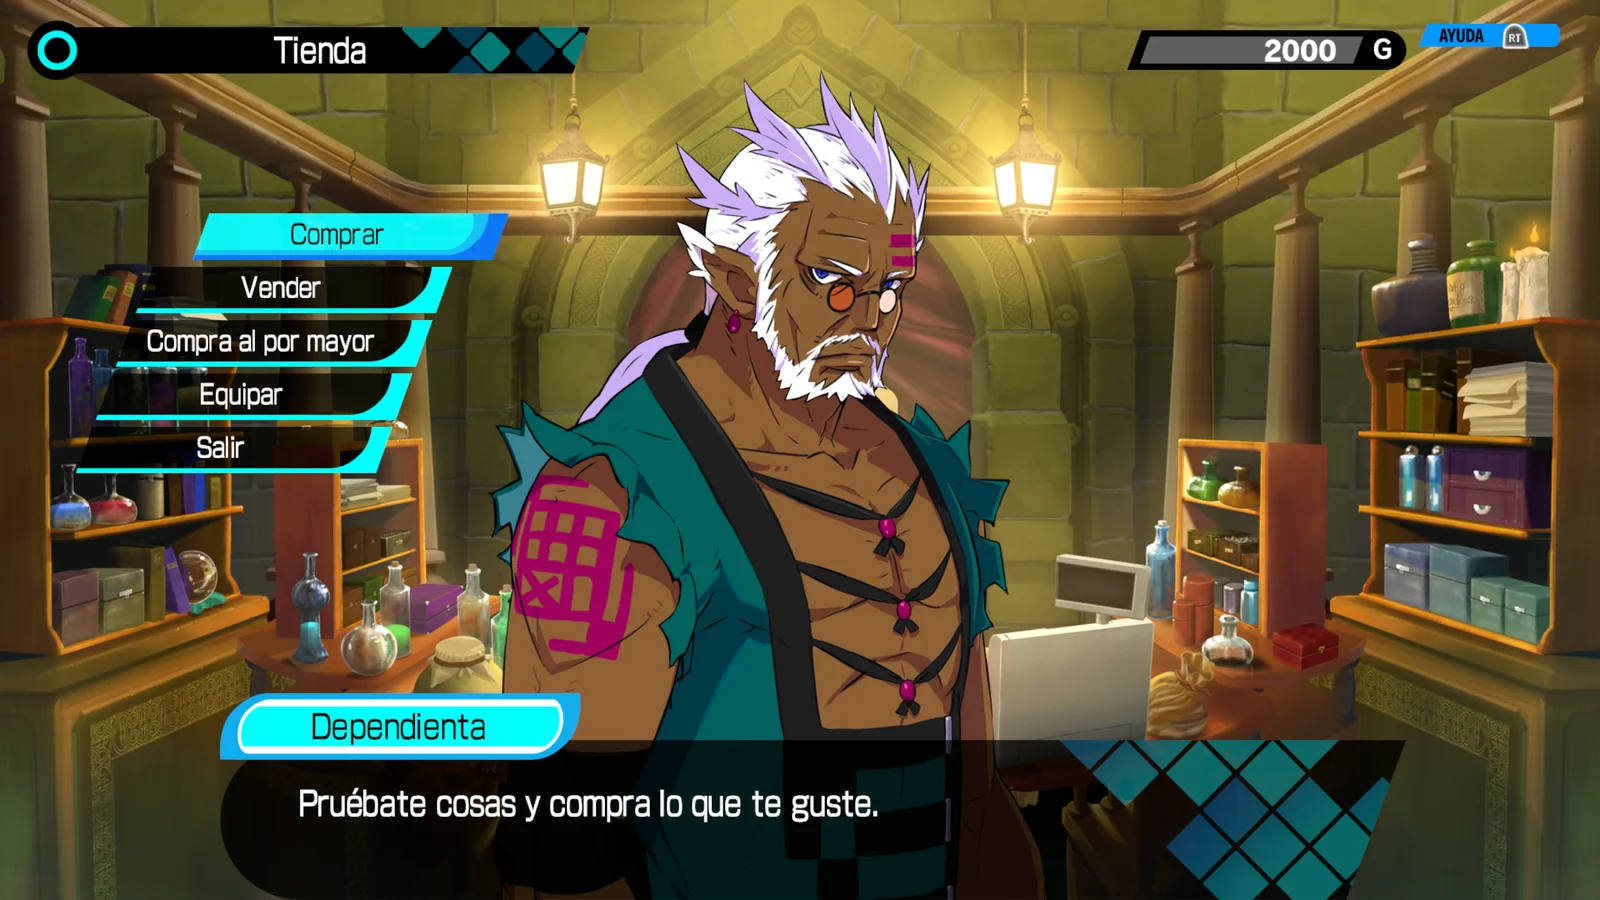 Tienda
2000 G
AYUDA RT
Comprar
Vender
Compra al por mayor
Equipar
Salir
Dependienta
Pruébate cosas y compra lo que te guste.